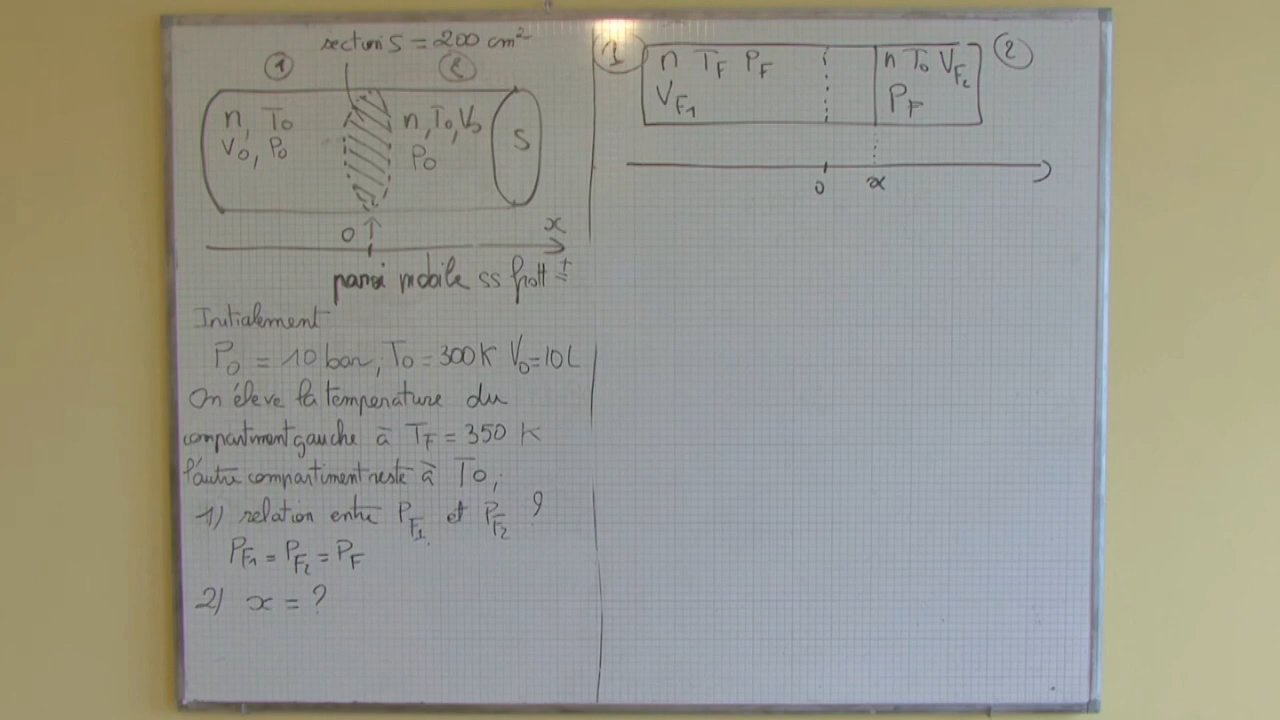 section S = 200 cm²
① ②
n, T0
V0, P0
n, T0, V0
P0
S
0 x
paroi mobile ss frott t
Initialement
P0 = 10 bar, T0 = 300 K V0 = 10 L
On élève la température du
compartiment gauche à TF = 350 K
l'autre compartiment reste à T0,
1) relation entre PF1 et PF2 ?
PF1 = PF2 = PF
2) x = ?
① ②
n TF PF
VF1
n T0 VF2
PF
0 x